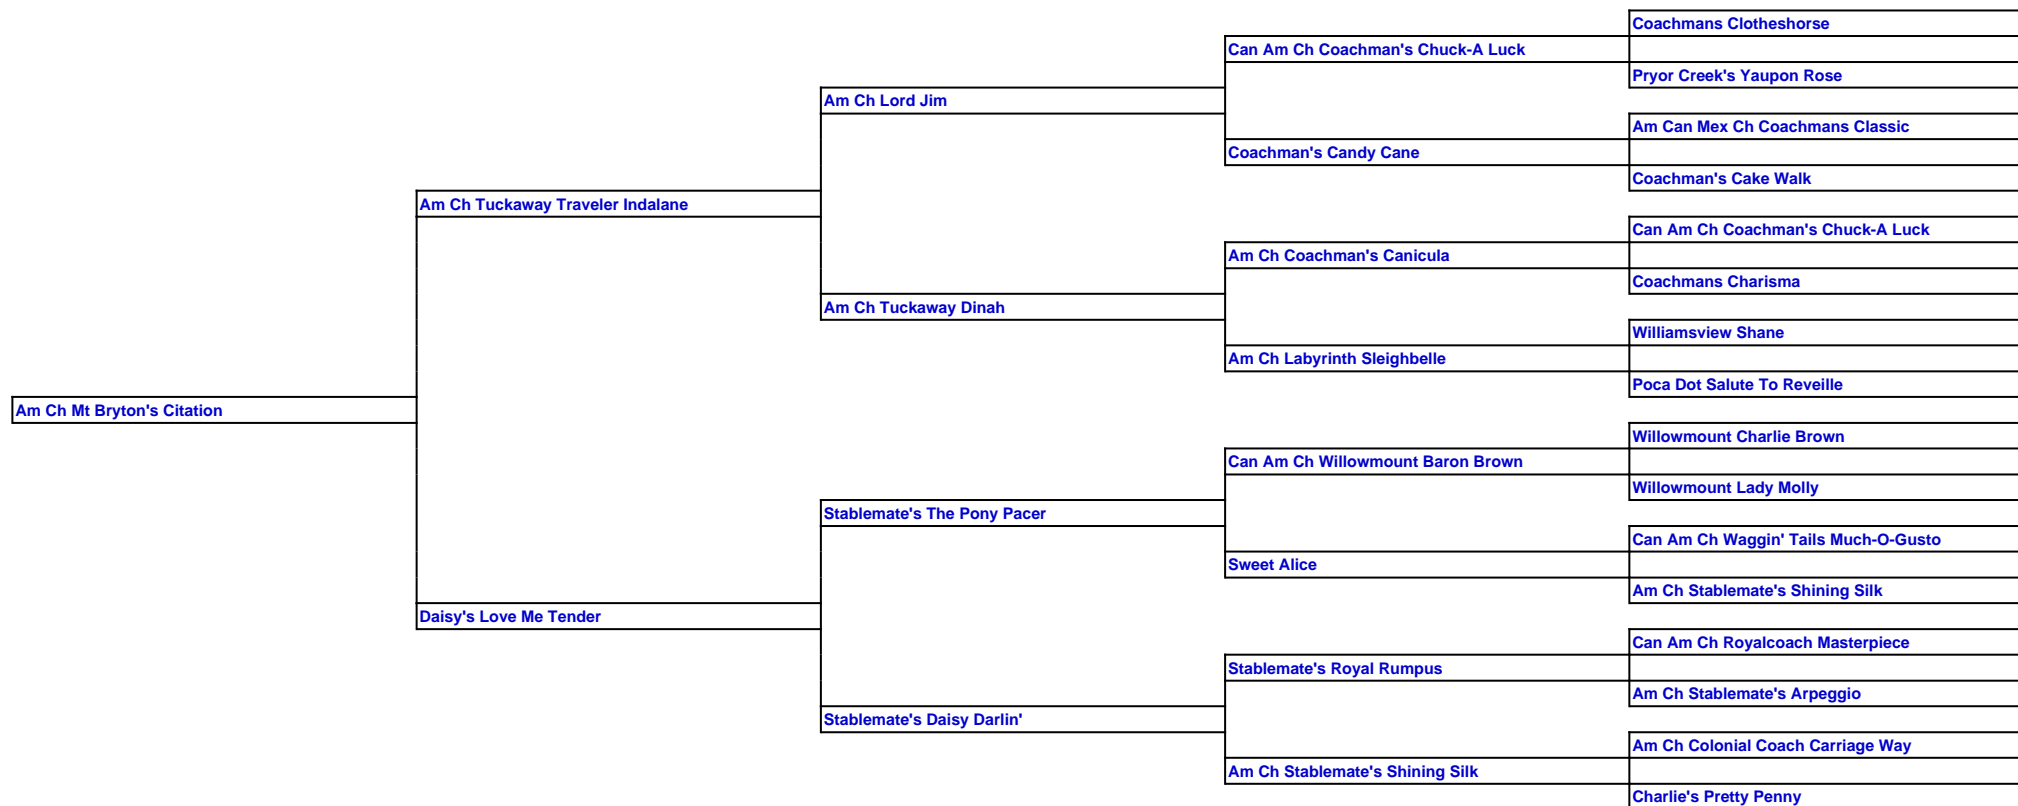 Coachmans Clotheshorse
Can Am Ch Coachman's Chuck-A Luck
Pryor Creek's Yaupon Rose
Am Ch Lord Jim
Am Can Mex Ch Coachmans Classic
Coachman's Candy Cane
Coachman's Cake Walk
Am Ch Tuckaway Traveler Indalane
Can Am Ch Coachman's Chuck-A Luck
Am Ch Coachman's Canicula
Coachmans Charisma
Am Ch Tuckaway Dinah
Williamsview Shane
Am Ch Labyrinth Sleighbelle
Poca Dot Salute To Reveille
Am Ch Mt Bryton's Citation
Willowmount Charlie Brown
Can Am Ch Willowmount Baron Brown
Willowmount Lady Molly
Stablemate's The Pony Pacer
Can Am Ch Waggin' Tails Much-O-Gusto
Sweet Alice
Am Ch Stablemate's Shining Silk
Daisy's Love Me Tender
Can Am Ch Royalcoach Masterpiece
Stablemate's Royal Rumpus
Am Ch Stablemate's Arpeggio
Stablemate's Daisy Darlin'
Am Ch Colonial Coach Carriage Way
Am Ch Stablemate's Shining Silk
Charlie's Pretty Penny